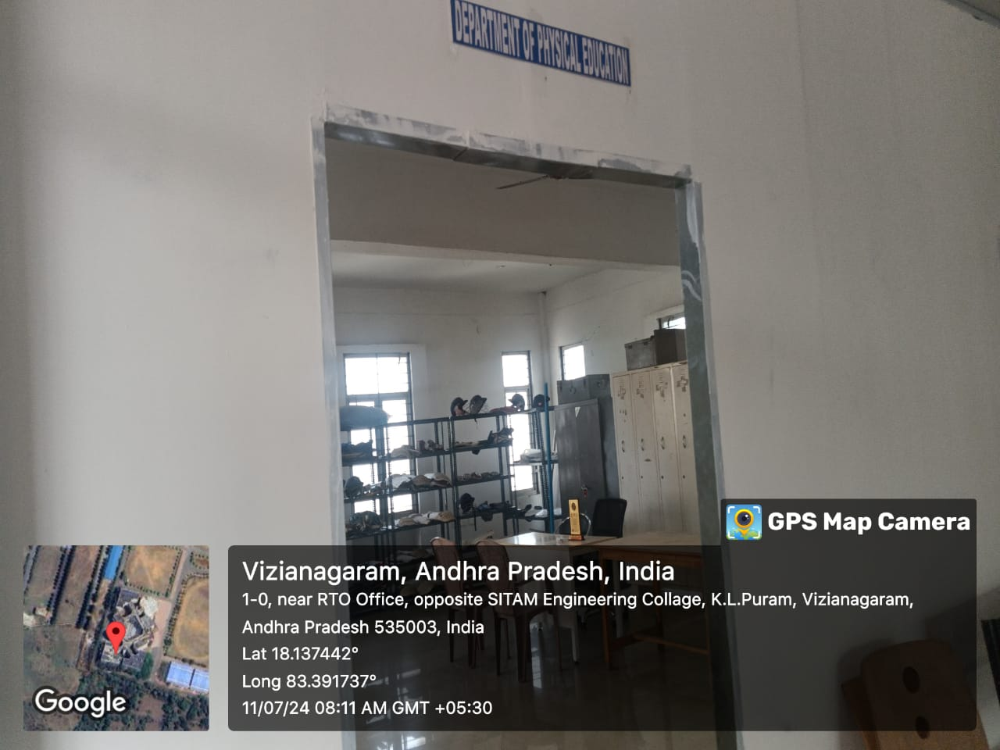 DEPARTMENT OF PHYSICAL EDUCATION
GPS Map Camera
Vizianagaram, Andhra Pradesh, India
1-0, near RTO Office, opposite SITAM Engineering Collage, K.L.Puram, Vizianagaram,
Andhra Pradesh 535003, India
Lat 18.137442°
Long 83.391737°
11/07/24 08:11 AM GMT +05:30
Google